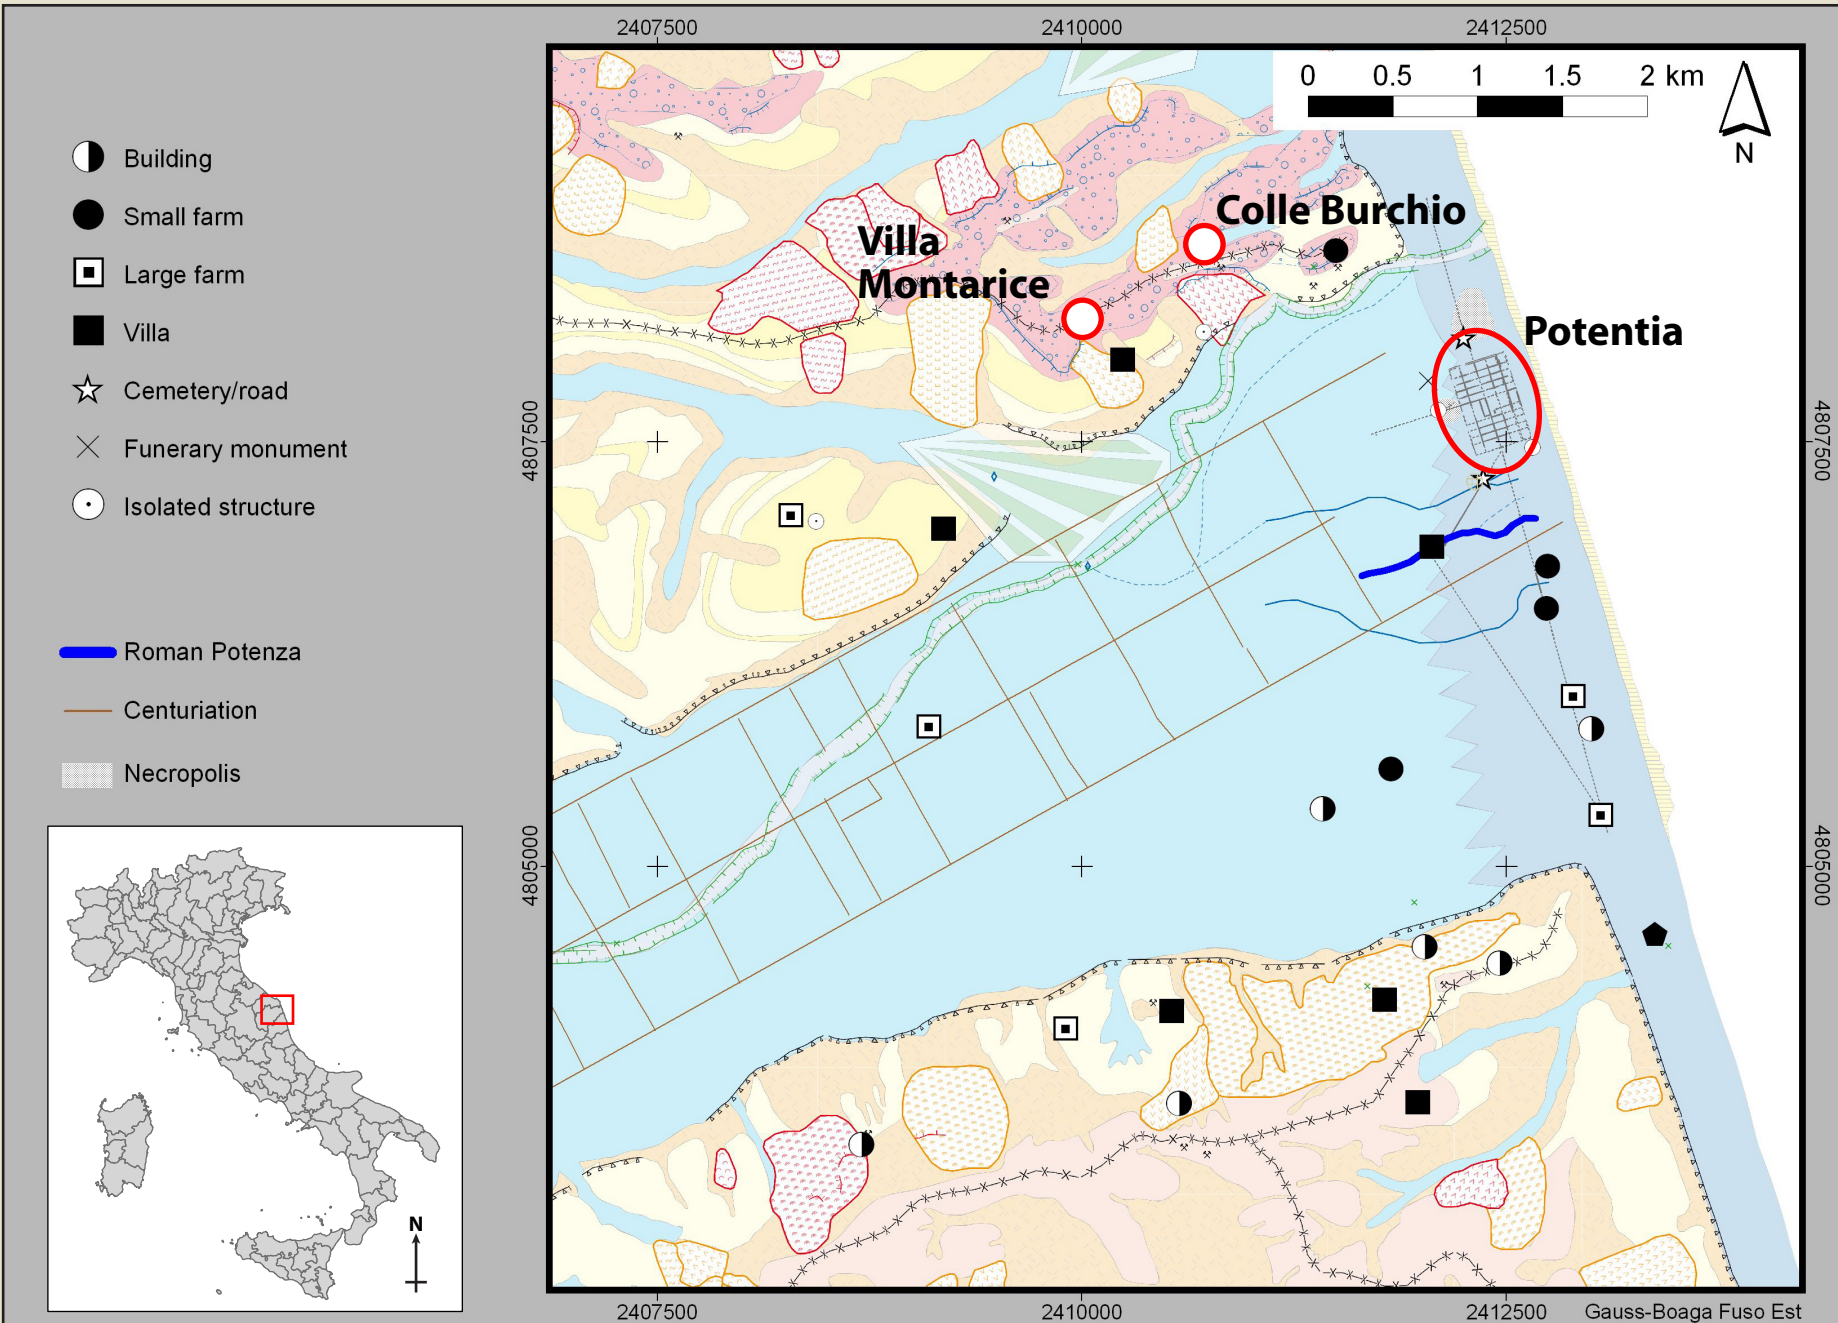 2407500
2410000
2412500
0 0.5 1 1.5 2 km
N
Building
Small farm
Large farm
Villa
Cemetery/road
Funerary monument
Isolated structure
Roman Potenza
Centuriation
Necropolis
N
Colle Burchio
Villa
Montarice
Potentia
4807500
4807500
4805000
4805000
2407500
2410000
2412500
Gauss-Boaga Fuso Est